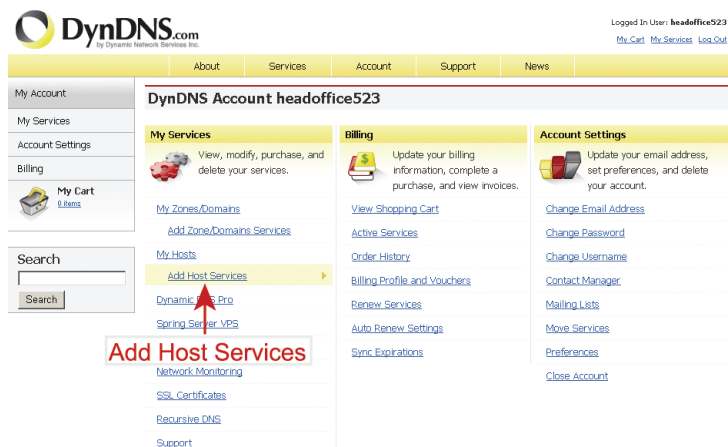 DynDNS.com
by Dynamic Network Services Inc.
Logged In User: headoffice523
My Cart My Services Log Out
About Services Account Support News
My Account
My Services
Account Settings
Billing
My Cart
0 items
Search
Search
DynDNS Account headoffice523
My Services
View, modify, purchase, and
delete your services.
My Zones/Domains
Add Zone/Domains Services
My Hosts
Add Host Services
Dynamic Pro
Spring Server VPS
Add Host Services
Network Monitoring
SSL Certificates
Recursive DNS
Support
Billing
Update your billing
information, complete a
purchase, and view invoices.
View Shopping Cart
Active Services
Order History
Billing Profile and Vouchers
Renew Services
Auto Renew Settings
Sync Expirations
Account Settings
Update your email address,
set preferences, and delete
your account.
Change Email Address
Change Password
Change Username
Contact Manager
Mailing Lists
Move Services
Preferences
Close Account